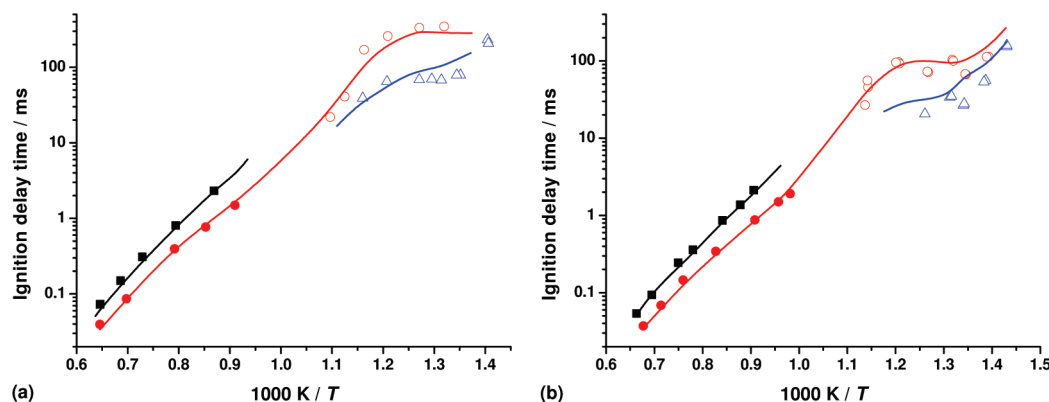 Ignition delay time / ms
100
10
1
0.1
0.6 0.7 0.8 0.9 1.0 1.1 1.2 1.3 1.4
(a) 1000 K / T
Ignition delay time / ms
100
10
1
0.1
0.6 0.7 0.8 0.9 1.0 1.1 1.2 1.3 1.4 1.5
(b) 1000 K / T